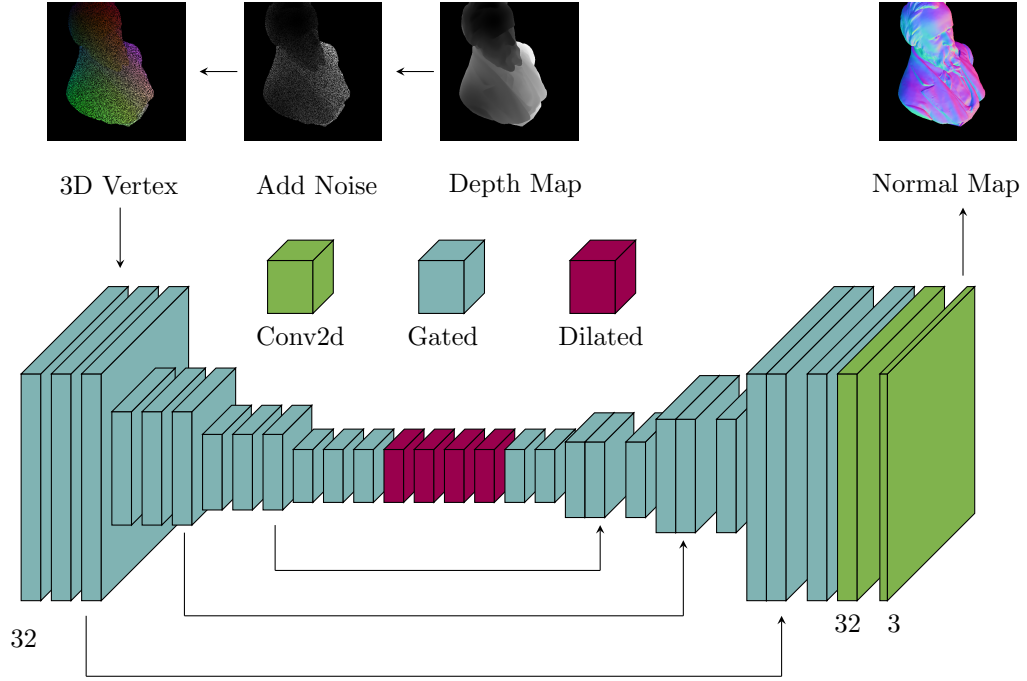 3D Vertex
Add Noise
Depth Map
Normal Map
Conv2d
Gated
Dilated
32
32
3